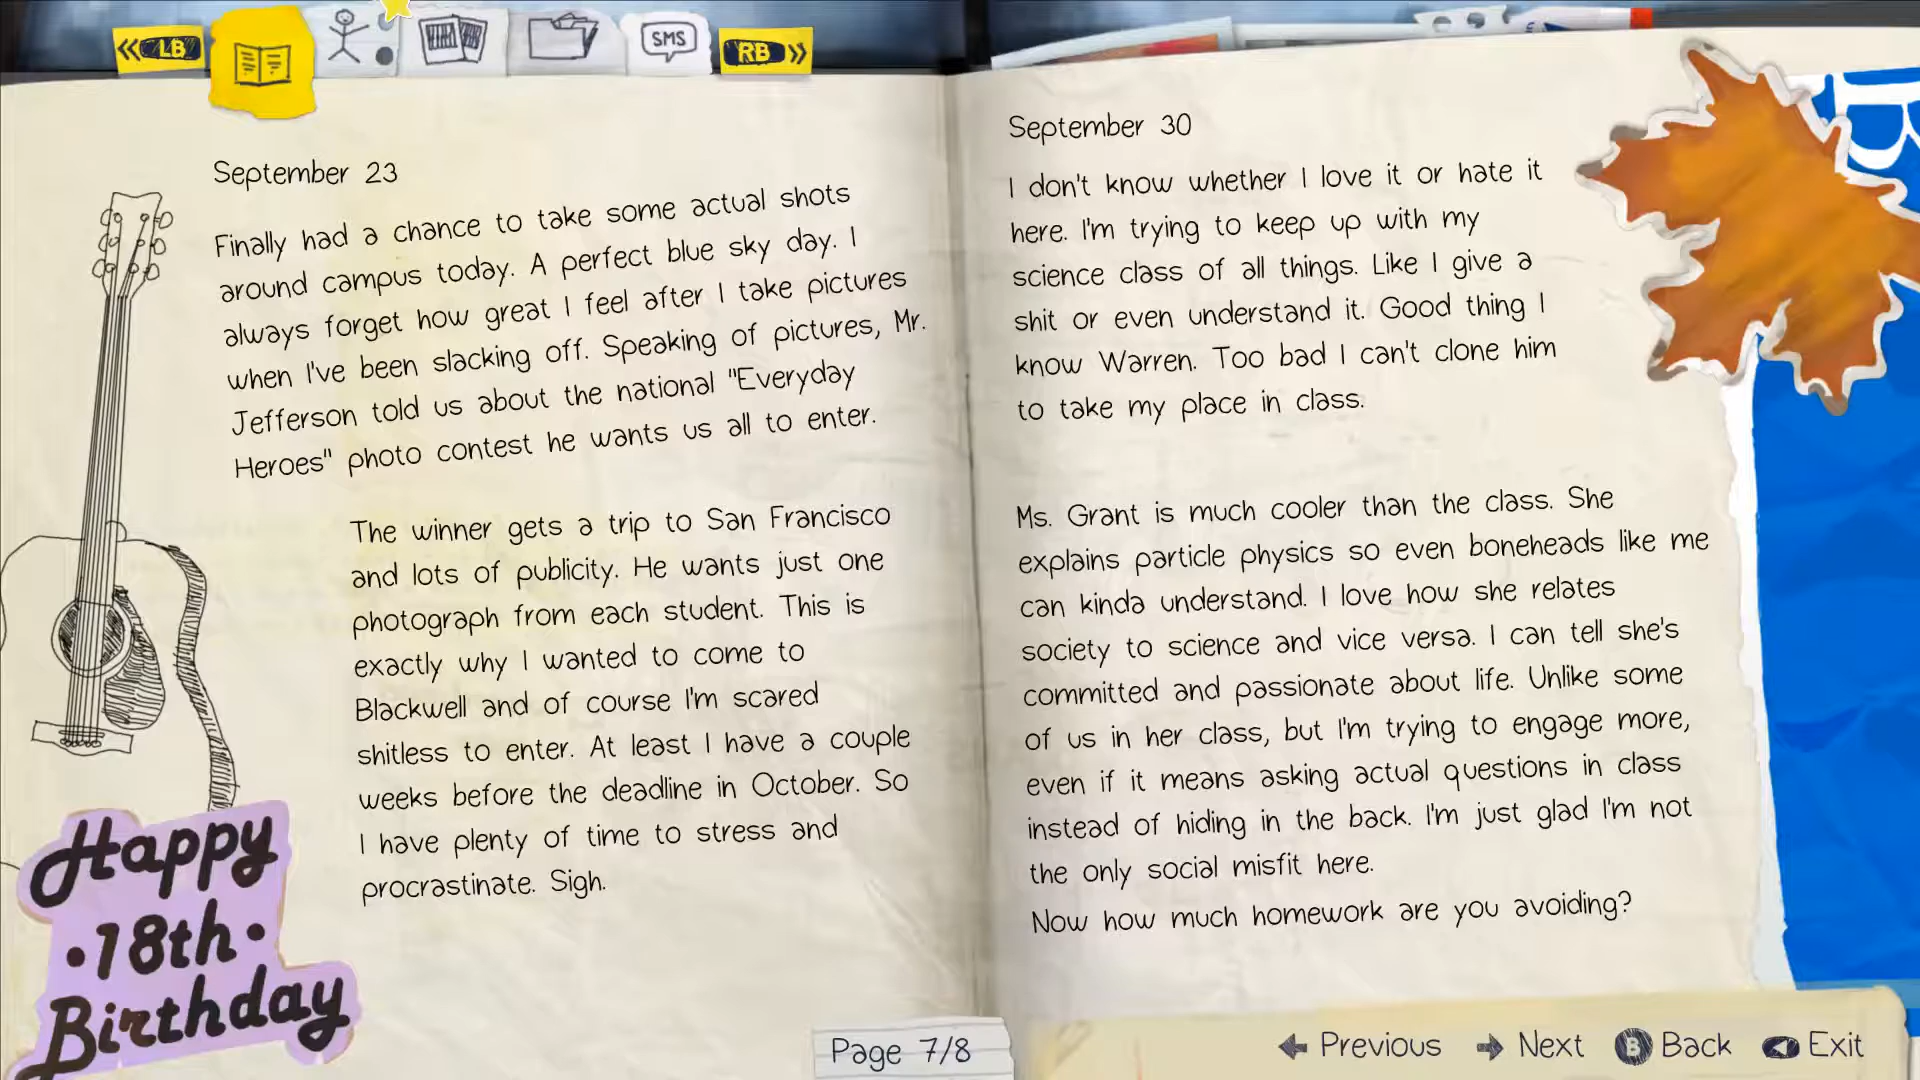 LB
SMS
RB
September 23
Finally had a chance to take some actual shots
around campus today. A perfect blue sky day. I
always forget how great I feel after I take pictures
when I've been slacking off. Speaking of pictures, Mr.
Jefferson told us about the national "Everyday
Heroes" photo contest he wants us all to enter.
The winner gets a trip to San Francisco
and lots of publicity. He wants just one
photograph from each student. This is
exactly why I wanted to come to
Blackwell and of course I'm scared
shitless to enter. At least I have a couple
weeks before the deadline in October. So
I have plenty of time to stress and
procrastinate. Sigh.
Happy
•18th•
Birthday
September 30
I don't know whether I love it or hate it
here. I'm trying to keep up with my
science class of all things. Like I give a
shit or even understand it. Good thing I
know Warren. Too bad I can't clone him
to take my place in class.
Ms. Grant is much cooler than the class. She
explains particle physics so even boneheads like me
can kinda understand. I love how she relates
society to science and vice versa. I can tell she's
committed and passionate about life. Unlike some
of us in her class, but I'm trying to engage more,
even if it means asking actual questions in class
instead of hiding in the back. I'm just glad I'm not
the only social misfit here.
Now how much homework are you avoiding?
B
Page 7/8
Previous
Next
B Back
Exit